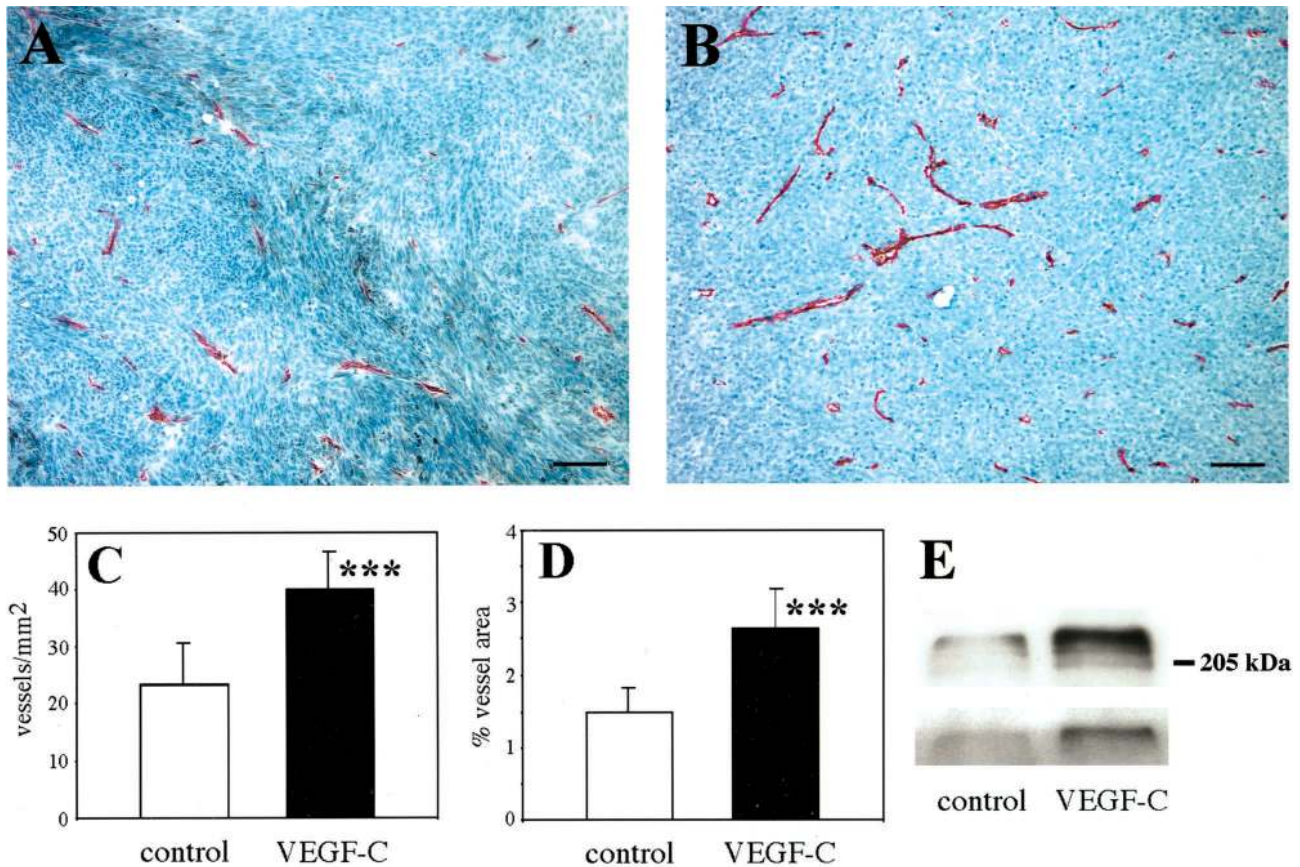 A
B
C
vessels/mm2
50
40
30
20
10
0
***
control
VEGF-C
D
% vessel area
4
3
2
1
0
***
control
VEGF-C
E
205 kDa
control
VEGF-C